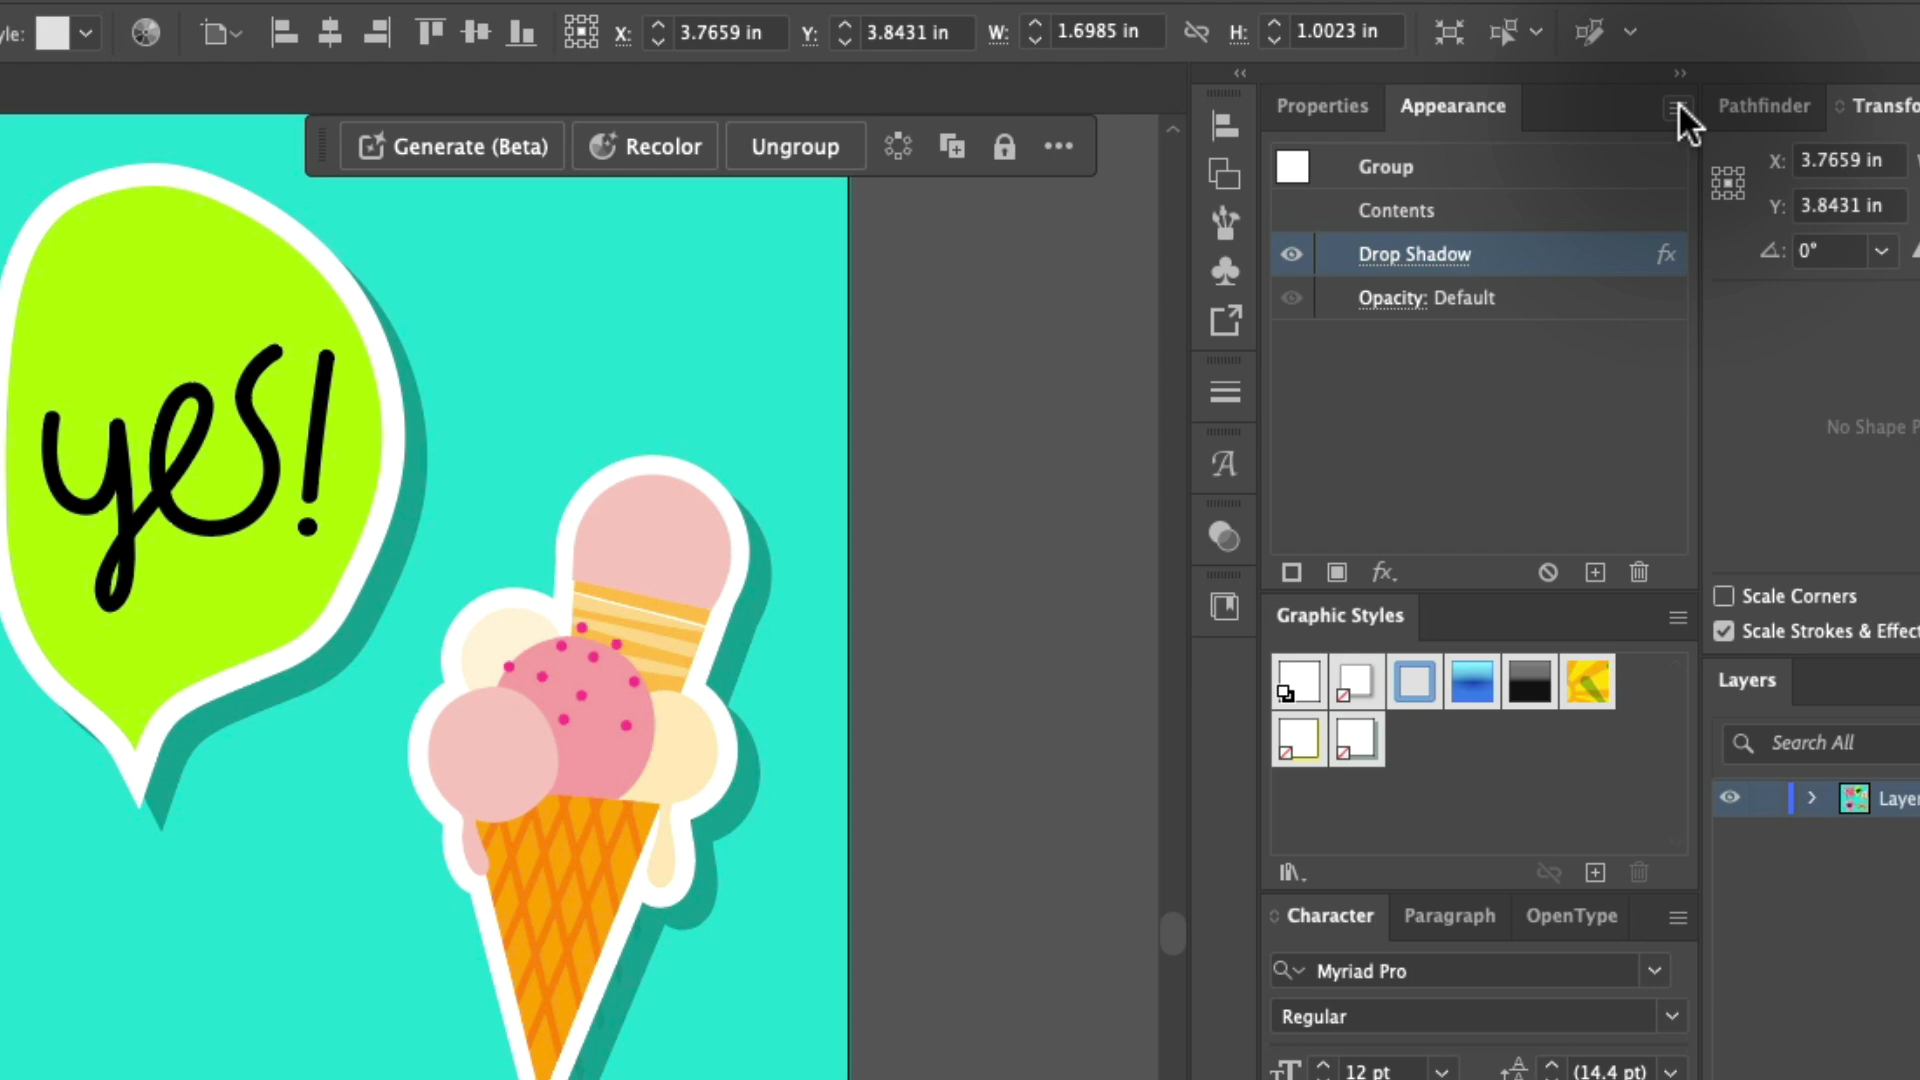 yle:
X: 3.7659 in
Y: 3.8431 in
W: 1.6985 in
H: 1.0023 in
Properties
Appearance
Pathfinder
Transfo
Generate (Beta)
Recolor
Ungroup
Group
Contents
Drop Shadow
fx
Opacity: Default
X: 3.7659 in
Y: 3.8431 in
0°
yes!
No Shape P
fx.
Scale Corners
Scale Strokes & Effect
Graphic Styles
Layers
Search All
Layer
Character
Paragraph
OpenType
Myriad Pro
Regular
12 pt
(14.4 pt)